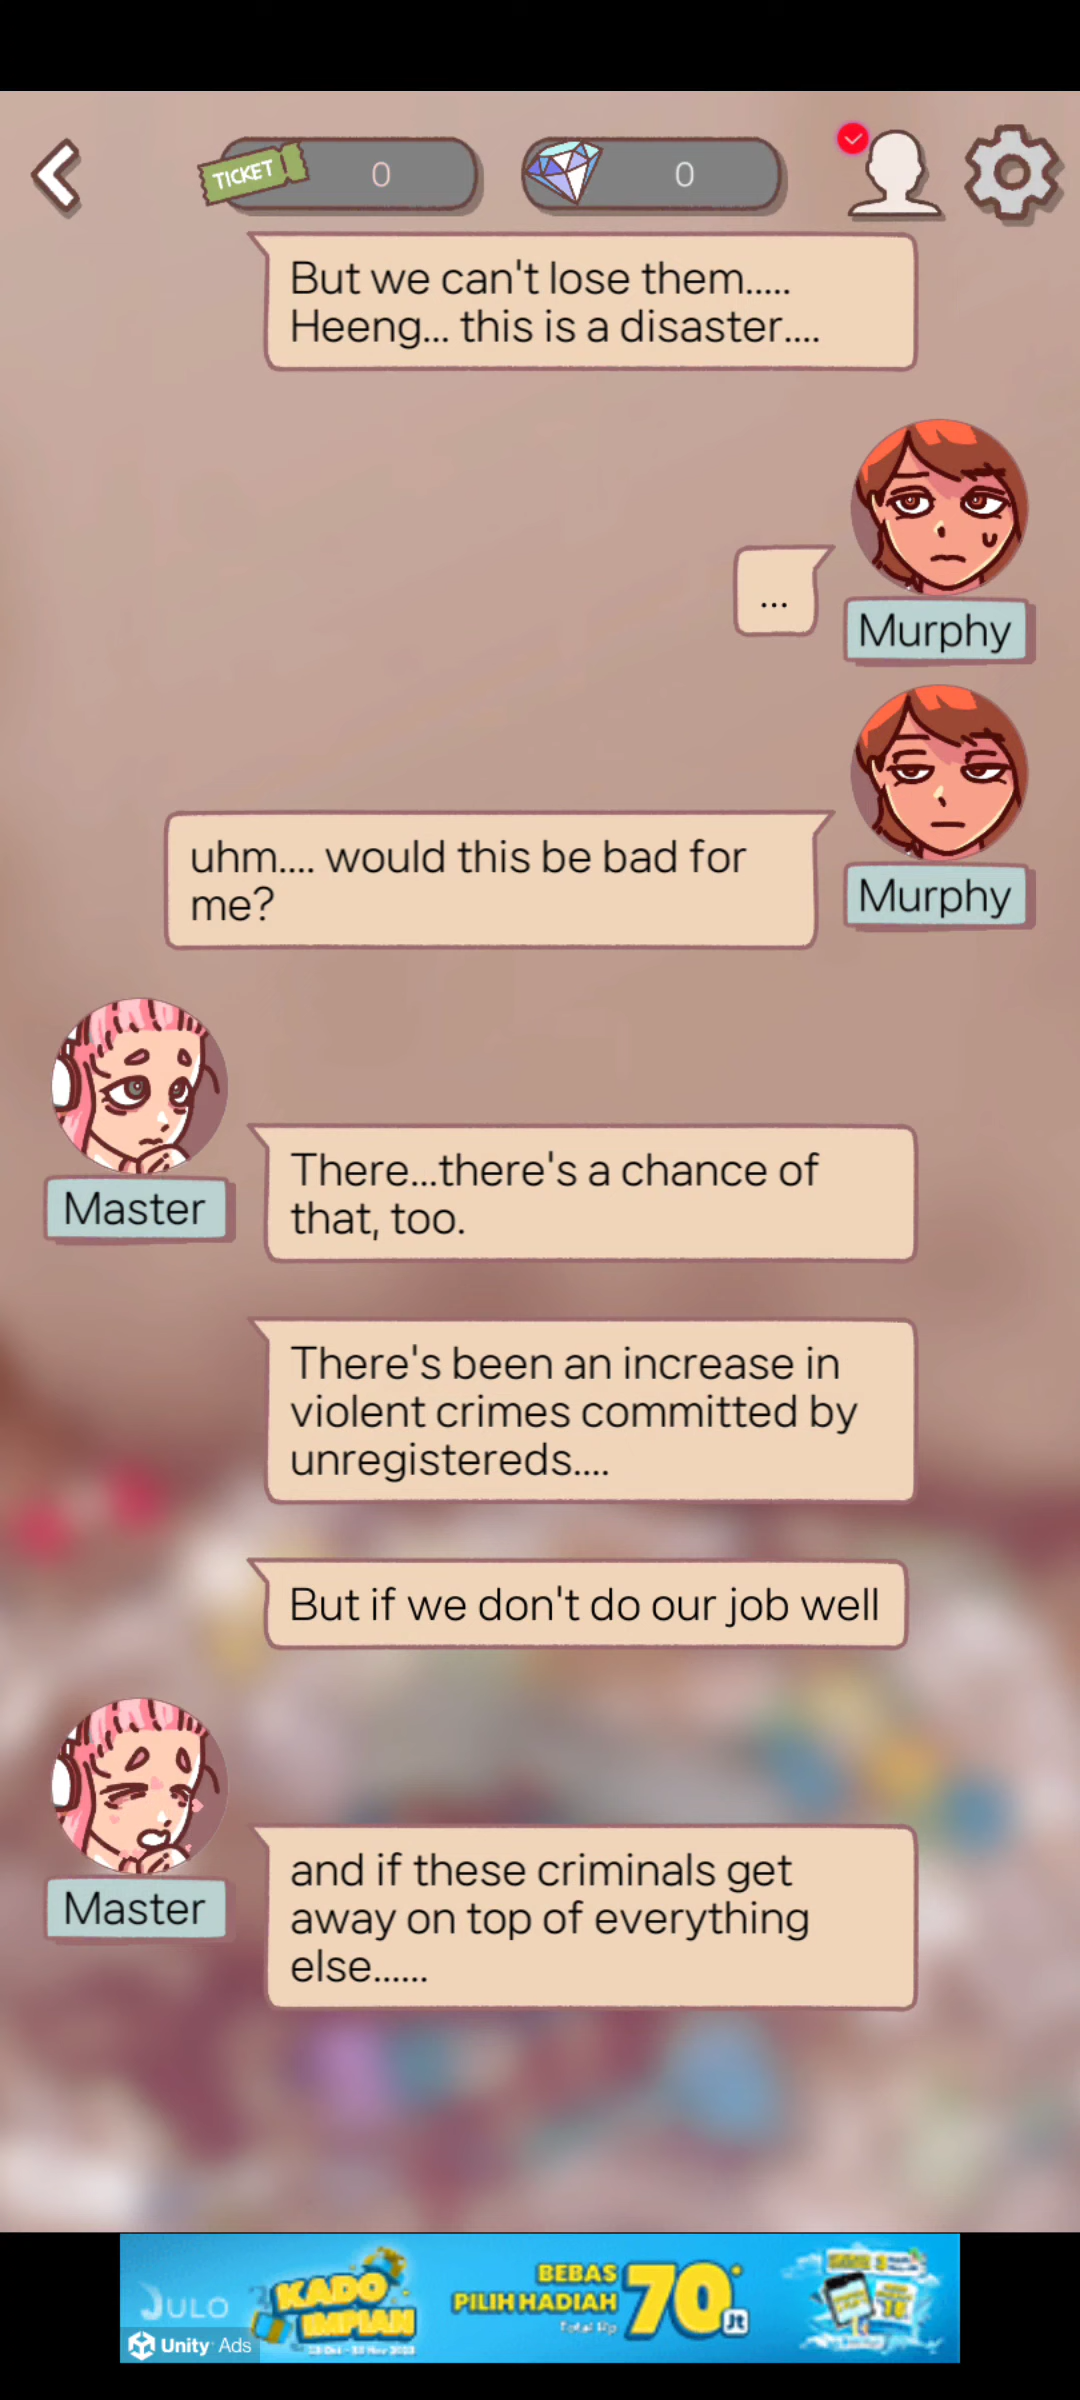 TICKET
0
0
But we can't lose them.....
Heeng... this is a disaster....
...
Murphy
uhm.... would this be bad for
me?
Murphy
There...there's a chance of
that, too.
Master
There's been an increase in
violent crimes committed by
unregistereds....
But if we don't do our job well
and if these criminals get
away on top of everything
else......
Master
JULO
KADO
IMPIAN
BEBAS
PILIH HADIAH
Total Rp
70
Jt
Unity Ads